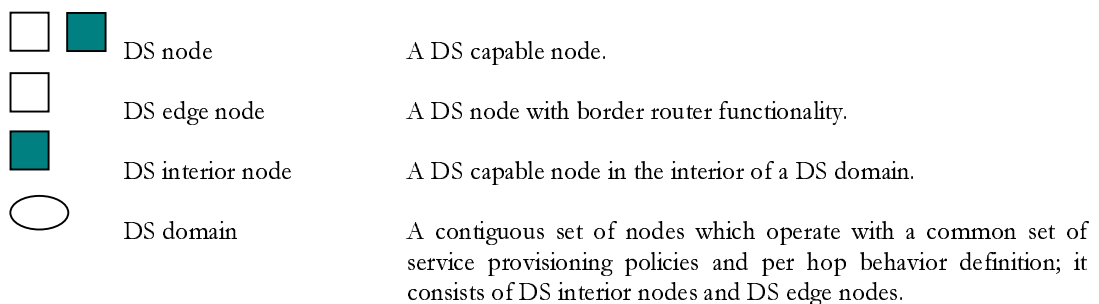 DS node A DS capable node.
DS edge node A DS node with border router functionality.
DS interior node A DS capable node in the interior of a DS domain.
DS domain A contiguous set of nodes which operate with a common set of
service provisioning policies and per hop behavior definition; it
consists of DS interior nodes and DS edge nodes.